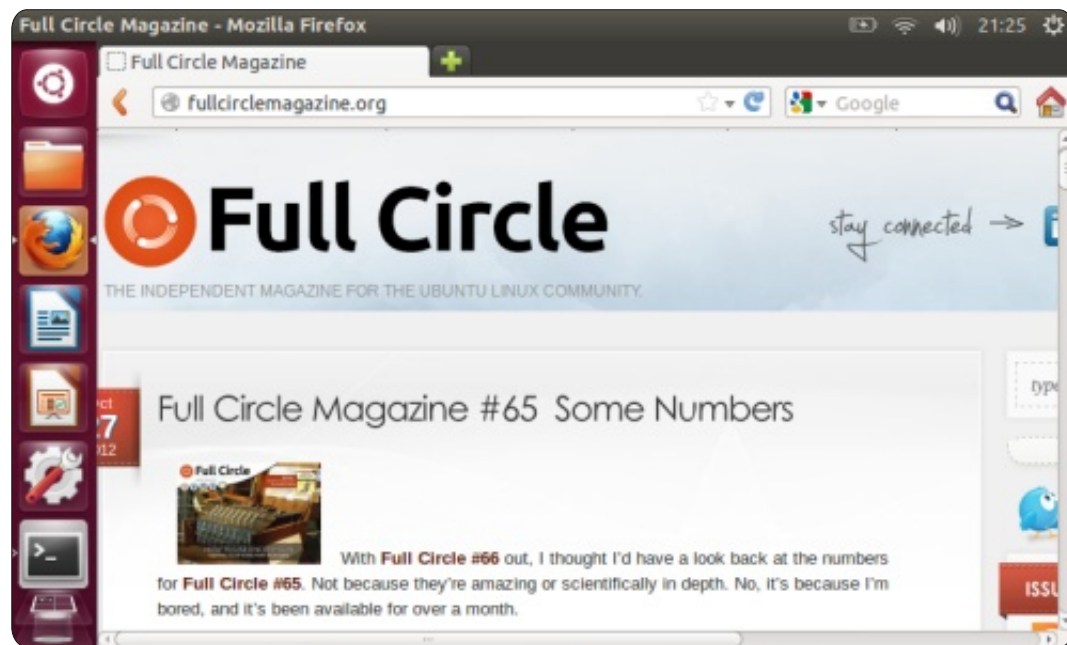 Full Circle Magazine - Mozilla Firefox
21:25
Full Circle Magazine
fullcirclemagazine.org
Google
Full Circle
stay connected
THE INDEPENDENT MAGAZINE FOR THE UBUNTU LINUX COMMUNITY.
Full Circle Magazine #65 Some Numbers
Full Circle
With Full Circle #66 out, I thought I'd have a look back at the numbers
for Full Circle #65. Not because they're amazing or scientifically in depth. No, it's because I'm
bored, and it's been available for over a month.